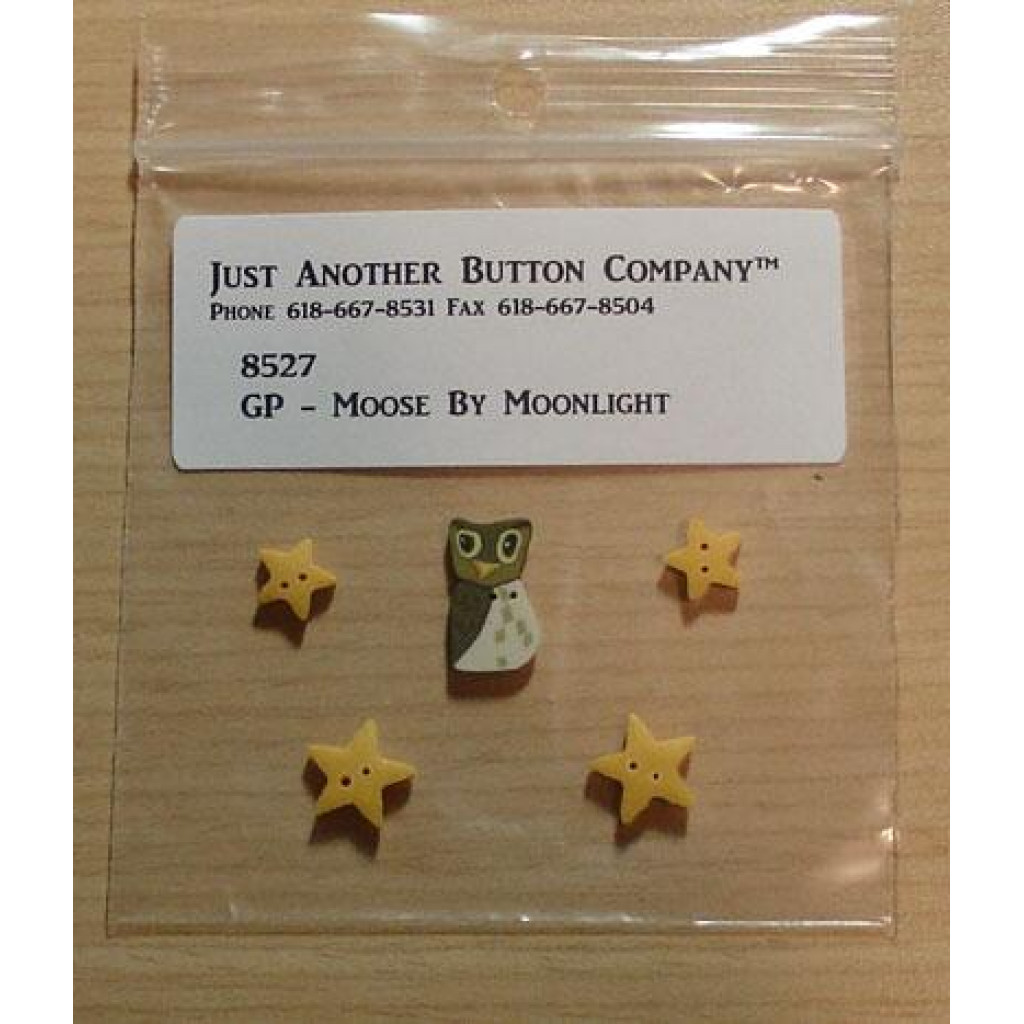 Just Another Button Company™
Phone 618-667-8531 Fax 618-667-8504
8527
GP - Moose By Moonlight